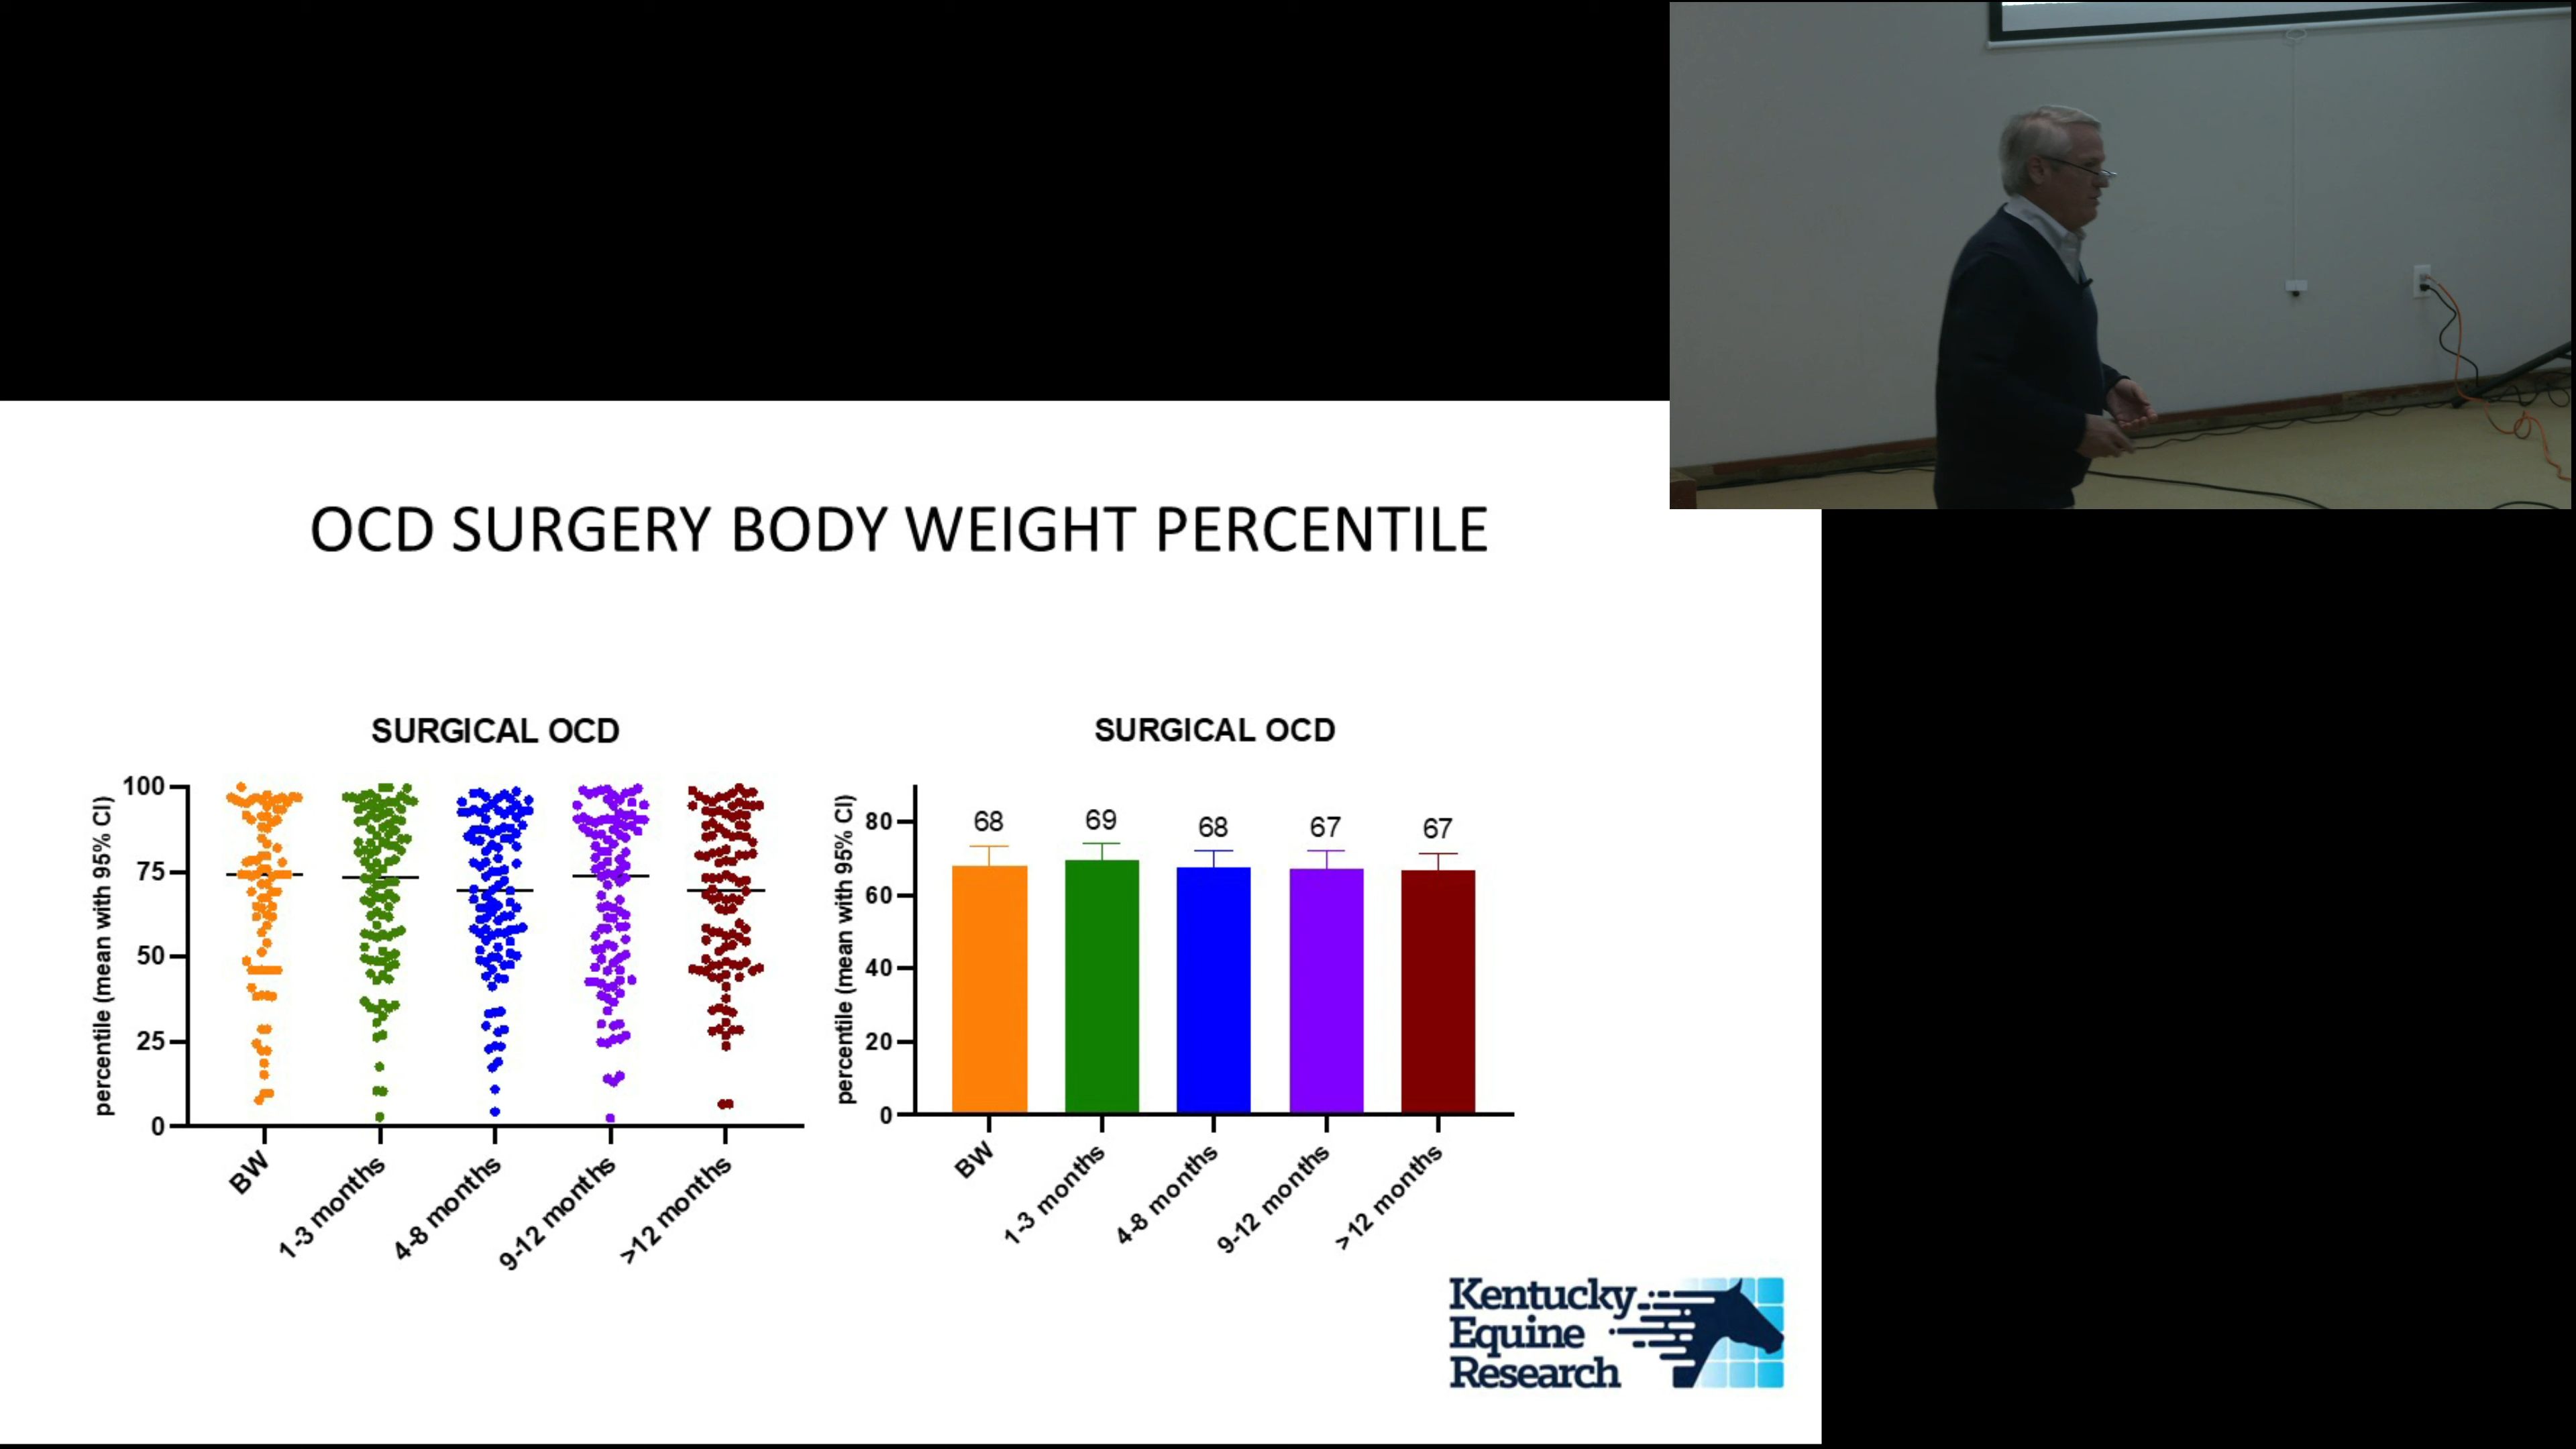 OCD SURGERY BODY WEIGHT PERCENTILE
SURGICAL OCD
percentile (mean with 95% CI)
100
75
50
25
0
BW
1-3 months
4-8 months
9-12 months
>12 months
SURGICAL OCD
percentile (mean with 95% CI)
80
60
40
20
0
68
69
68
67
67
BW
1-3 months
4-8 months
9-12 months
>12 months
Kentucky
Equine
Research